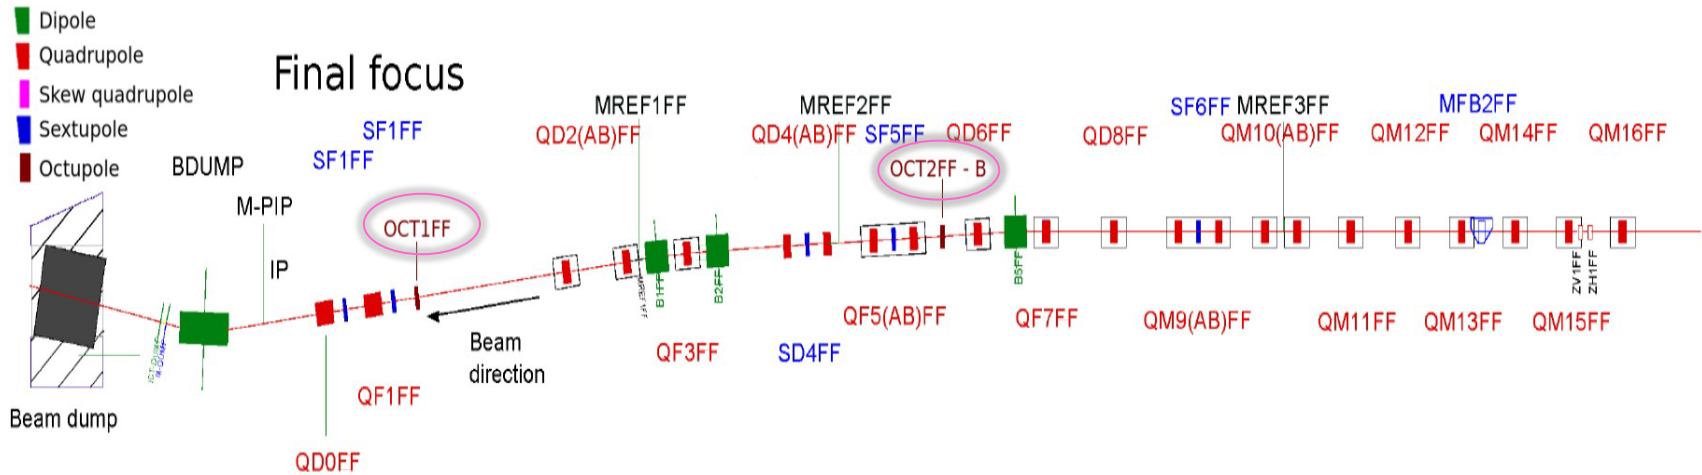 Dipole
Quadrupole
Skew quadrupole
Sextupole
Octupole
Final focus
SF1FF
SF1FF
BDUMP
M-PIP
IP
OCT1FF
MREF1FF
MREF2FF
SF6FF MREF3FF
MFB2FF
QD2(AB)FF
QD4(AB)FF
SF5FF
QD6FF
QD8FF
QM10(AB)FF
QM12FF
QM14FF
QM16FF
OCT2FF - B
B1FF
B2FF
B5FF
ZV1FF
ZH1FF
QF5(AB)FF
QF7FF
QM9(AB)FF
QM11FF
QM13FF
QM15FF
Beam
direction
QF3FF
SD4FF
QF1FF
Beam dump
QD0FF